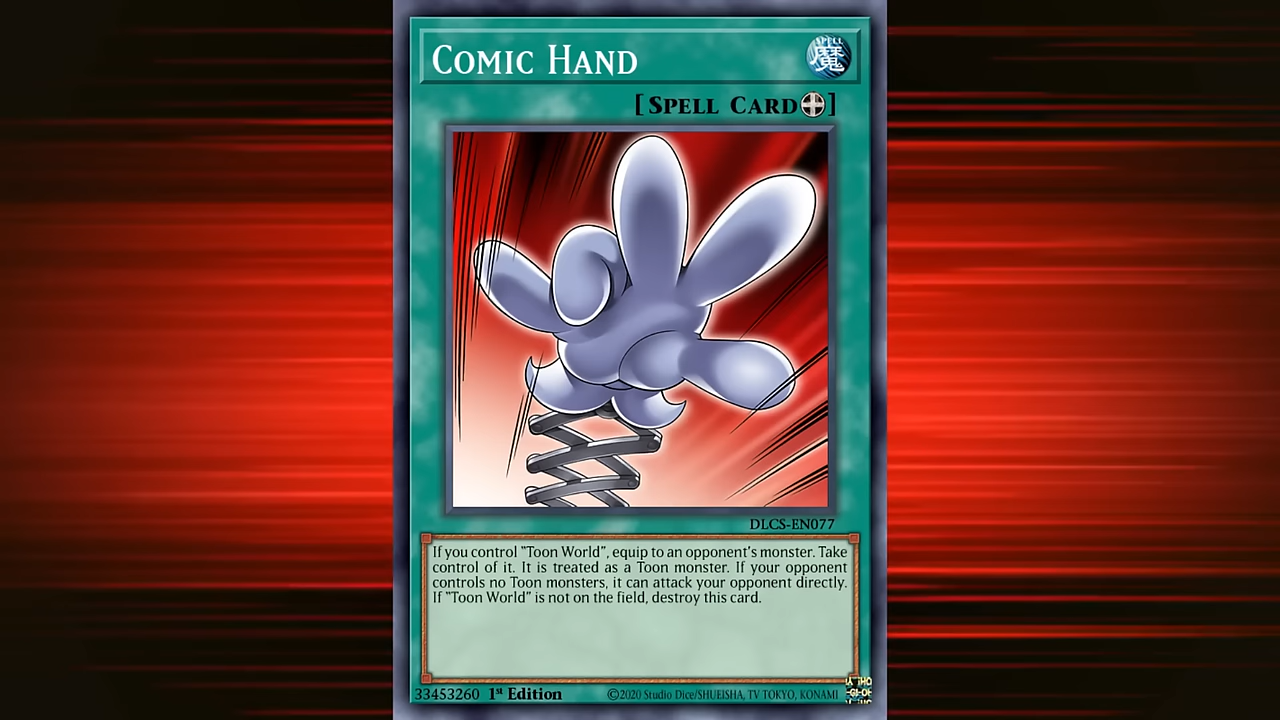 Comic Hand
SPELL
魔
[Spell Card]
DLCS-EN077
If you control "Toon World", equip to an opponent's monster. Take
control of it. It is treated as a Toon monster. If your opponent
controls no Toon monsters, it can attack your opponent directly.
If "Toon World" is not on the field, destroy this card.
33453260 1st Edition ©2020 Studio Dice/SHUEISHA, TV TOKYO, KONAMI